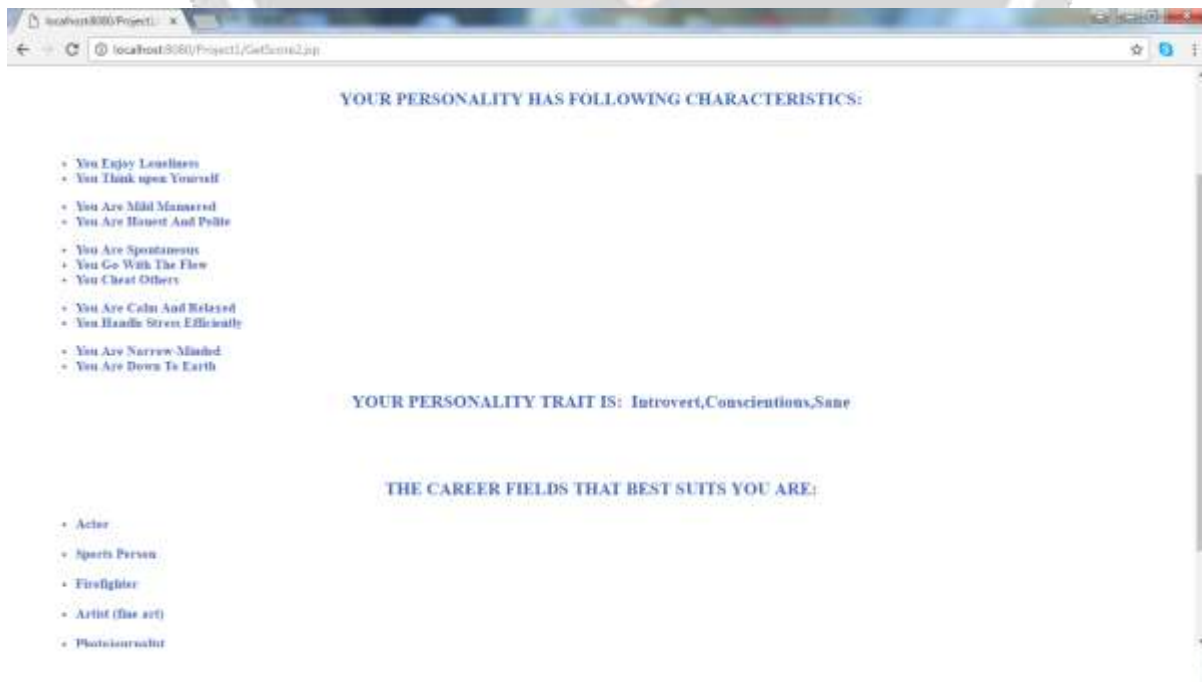 localhost:8080/Project1/
localhost:8080/Project1/GetScore2.jsp
YOUR PERSONALITY HAS FOLLOWING CHARACTERISTICS:
• You Enjoy Loneliness
• You Think upon Yourself
• You Are Mild Mannered
• You Are Honest And Polite
• You Are Spontaneous
• You Go With The Flow
• You Cheat Others
• You Are Calm And Relaxed
• You Handle Stress Efficiently
• You Are Narrow-Minded
• You Are Down To Earth
YOUR PERSONALITY TRAIT IS: Introvert,Conscientious,Sane
THE CAREER FIELDS THAT BEST SUITS YOU ARE:
• Actor
• Sports Person
• Firefighter
• Artist (fine art)
• Photojournalist